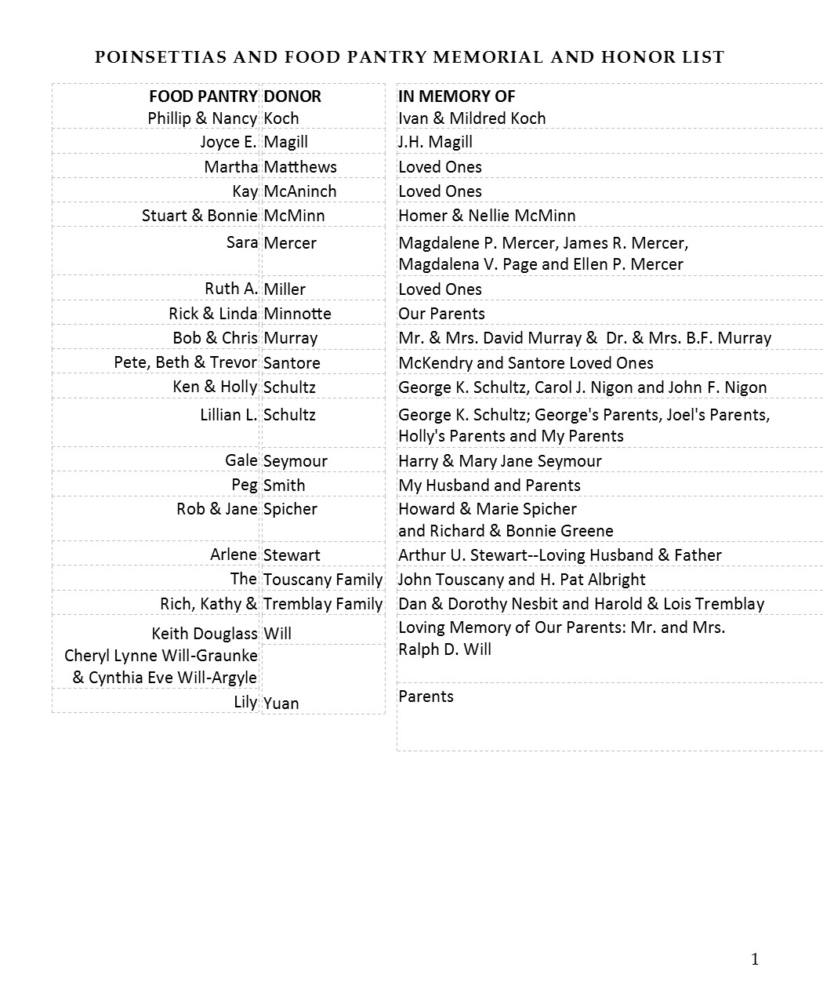 POINSETTIAS AND FOOD PANTRY MEMORIAL AND HONOR LIST
FOOD PANTRY DONOR IN MEMORY OF
Phillip & Nancy Koch Ivan & Mildred Koch
Joyce E. Magill J.H. Magill
Martha Matthews Loved Ones
Kay McAninch Loved Ones
Stuart & Bonnie McMinn Homer & Nellie McMinn
Sara Mercer Magdalene P. Mercer, James R. Mercer,
Magdalena V. Page and Ellen P. Mercer
Ruth A. Miller Loved Ones
Rick & Linda Minnotte Our Parents
Bob & Chris Murray Mr. & Mrs. David Murray & Dr. & Mrs. B.F. Murray
Pete, Beth & Trevor Santore McKendry and Santore Loved Ones
Ken & Holly Schultz George K. Schultz, Carol J. Nigon and John F. Nigon
Lillian L. Schultz George K. Schultz; George's Parents, Joel's Parents,
Holly's Parents and My Parents
Gale Seymour Harry & Mary Jane Seymour
Peg Smith My Husband and Parents
Rob & Jane Spicher Howard & Marie Spicher
and Richard & Bonnie Greene
Arlene Stewart Arthur U. Stewart--Loving Husband & Father
The Touscany Family John Touscany and H. Pat Albright
Rich, Kathy & Tremblay Family Dan & Dorothy Nesbit and Harold & Lois Tremblay
Keith Douglass Will Loving Memory of Our Parents: Mr. and Mrs.
Cheryl Lynne Will-Graunke Ralph D. Will
& Cynthia Eve Will-Argyle
Lily Yuan Parents
1